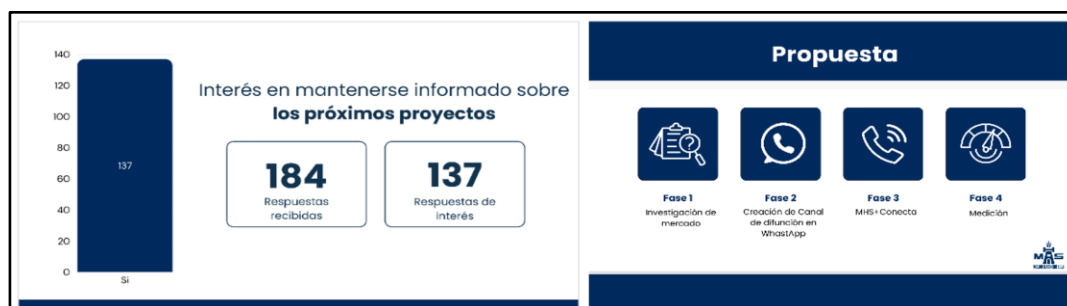 140
120
100
80
60
40
20
0
137
Si
Interés en mantenerse informado sobre
los próximos proyectos
184
Respuestas
recibidas
137
Respuestas de
interés
Propuesta
Fase 1
Investigación de
mercado
Fase 2
Creación de Canal
de difunción en
WhastApp
Fase 3
MHS+Conecta
Fase 4
Medición